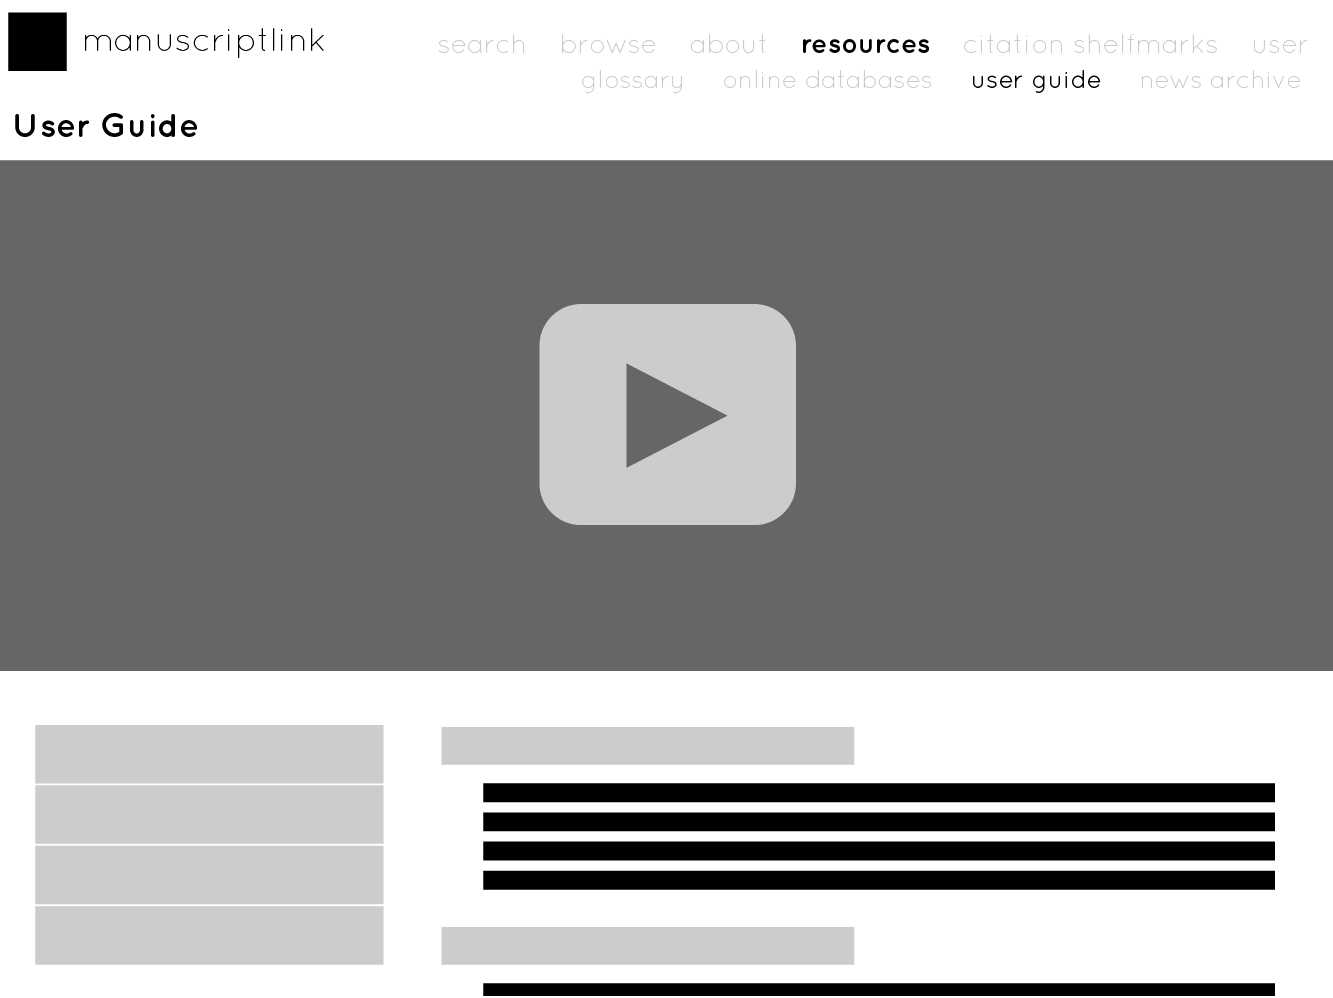 manuscriptlink
search browse about resources citation shelfmarks user
glossary online databases user guide news archive
User Guide